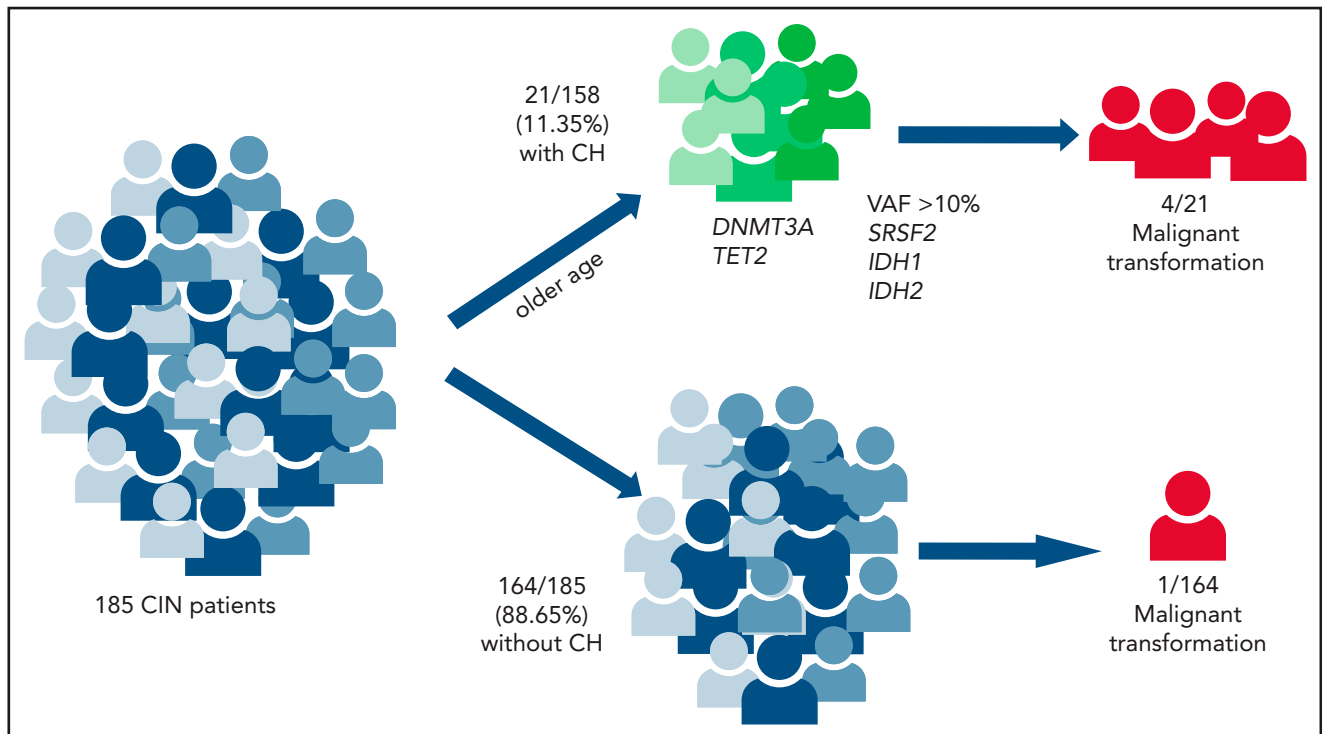 21/158
(11.35%)
with CH
older age
DNMT3A
TET2
VAF >10%
SRSF2
IDH1
IDH2
4/21
Malignant
transformation
185 CIN patients
164/185
(88.65%)
without CH
1/164
Malignant
transformation